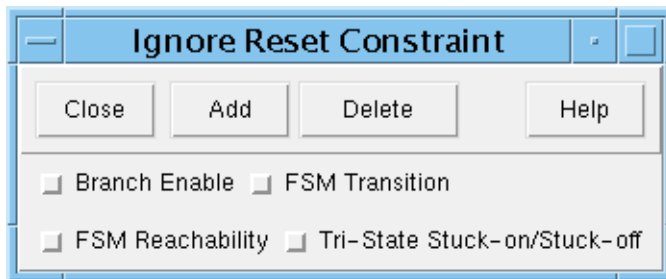 Ignore Reset Constraint
Close Add Delete Help
Branch Enable FSM Transition
FSM Reachability Tri-State Stuck-on/Stuck-off